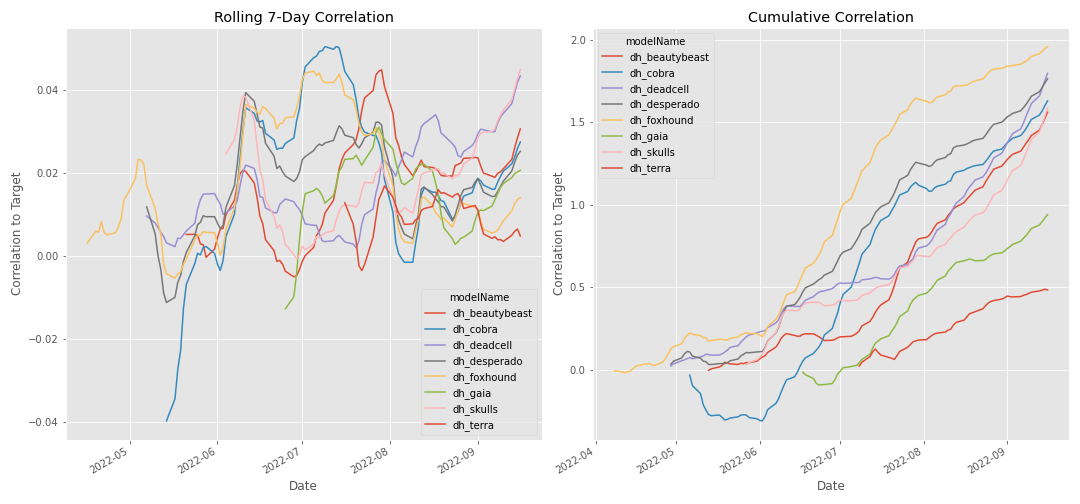 Rolling 7-Day Correlation
Correlation to Target
0.04
0.02
0.00
−0.02
−0.04
2022-05
2022-06
2022-07
2022-08
2022-09
Date
modelName
dh_beautybeast
dh_cobra
dh_deadcell
dh_desperado
dh_foxhound
dh_gaia
dh_skulls
dh_terra
Cumulative Correlation
Correlation to Target
2.0
1.5
1.0
0.5
0.0
2022-04
2022-05
2022-06
2022-07
2022-08
2022-09
Date
modelName
dh_beautybeast
dh_cobra
dh_deadcell
dh_desperado
dh_foxhound
dh_gaia
dh_skulls
dh_terra